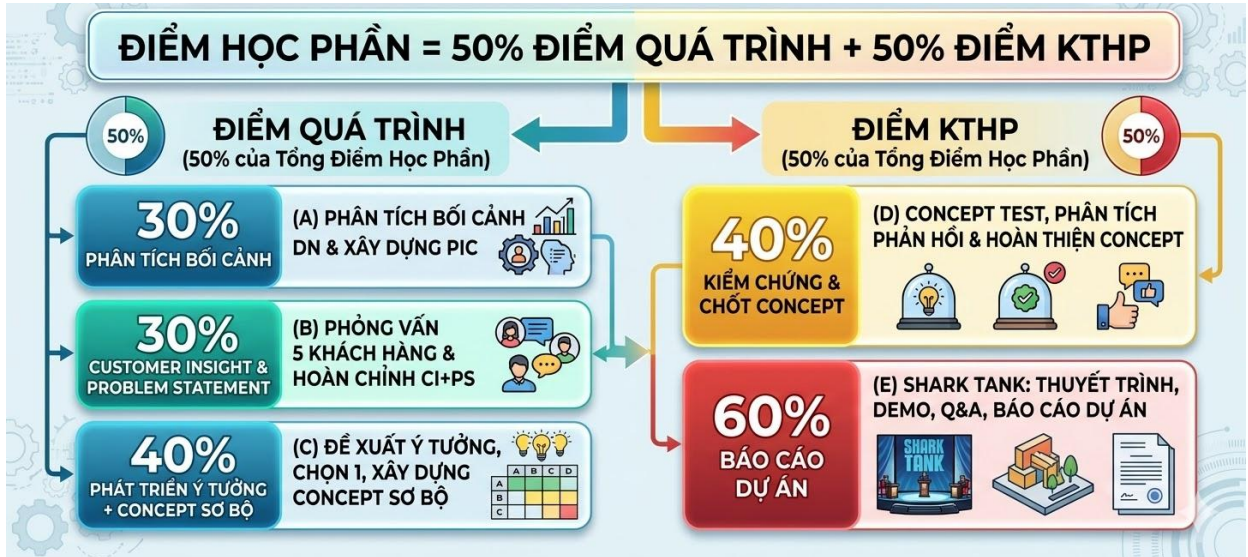 ĐIỂM HỌC PHẦN = 50% ĐIỂM QUÁ TRÌNH + 50% ĐIỂM KTHP
50%
ĐIỂM QUÁ TRÌNH
(50% của Tổng Điểm Học Phần)
30%
PHÂN TÍCH BỐI CẢNH
(A) PHÂN TÍCH BỐI CẢNH
DN & XÂY DỰNG PIC
30%
CUSTOMER INSIGHT &
PROBLEM STATEMENT
(B) PHỎNG VẤN
5 KHÁCH HÀNG &
HOÀN CHỈNH CI+PS
40%
PHÁT TRIỂN Ý TƯỞNG
+ CONCEPT SƠ BỘ
(C) ĐỀ XUẤT Ý TƯỞNG,
CHỌN 1, XÂY DỰNG
CONCEPT SƠ BỘ
A B C D
A
B
C
ĐIỂM KTHP
(50% của Tổng Điểm Học Phần)
50%
40%
KIỂM CHỨNG &
CHỐT CONCEPT
(D) CONCEPT TEST, PHÂN TÍCH
PHẢN HỒI & HOÀN THIỆN CONCEPT
60%
BÁO CÁO
DỰ ÁN
(E) SHARK TANK: THUYẾT TRÌNH,
DEMO, Q&A, BÁO CÁO DỰ ÁN
SHARK
TANK